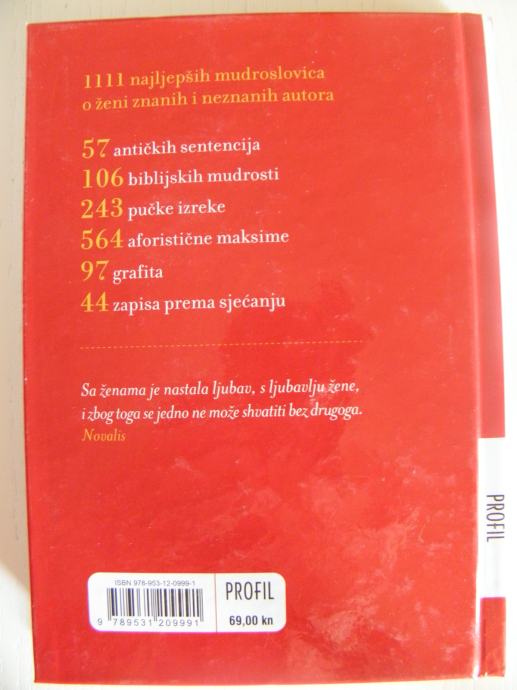 1111 najljepših mudroslovica
o ženi znanih i neznanih autora
57 antičkih sentencija
106 biblijskih mudrosti
243 pučke izreke
564 aforistične maksime
97 grafita
44 zapisa prema sjećanju
Sa ženama je nastala ljubav, s ljubavlju žene,
i zbog toga se jedno ne može shvatiti bez drugoga.
Novalis
ISBN 978-953-12-0999-1
9 789531 209991
PROFIL
69,00 kn
PROFIL